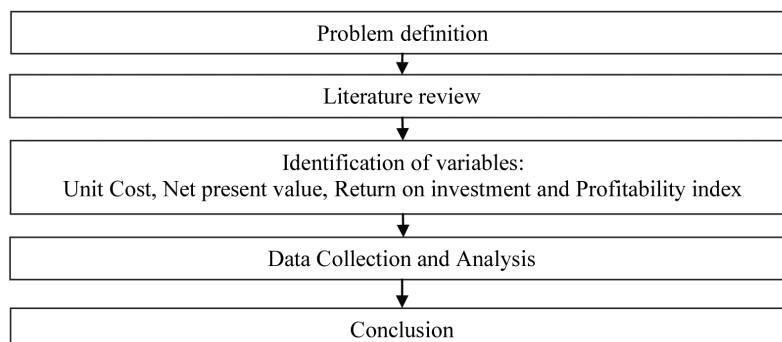 Problem definition
Literature review
Identification of variables:
Unit Cost, Net present value, Return on investment and Profitability index
Data Collection and Analysis
Conclusion